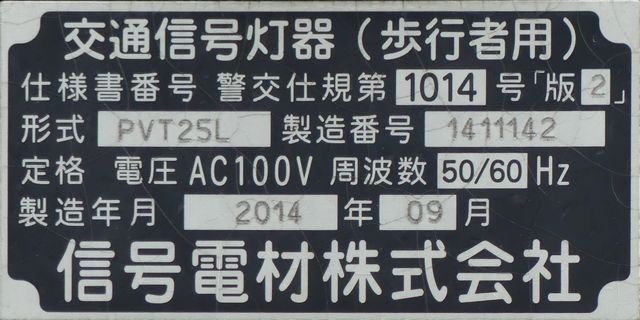 交通信号灯器（歩行者用）
仕様書番号 警交仕規第 1014 号「版 2」
形式 PVT25L 製造番号 1411142
定格 電圧 AC100V 周波数 50/60 Hz
製造年月 2014 年 09 月
信号電材株式会社